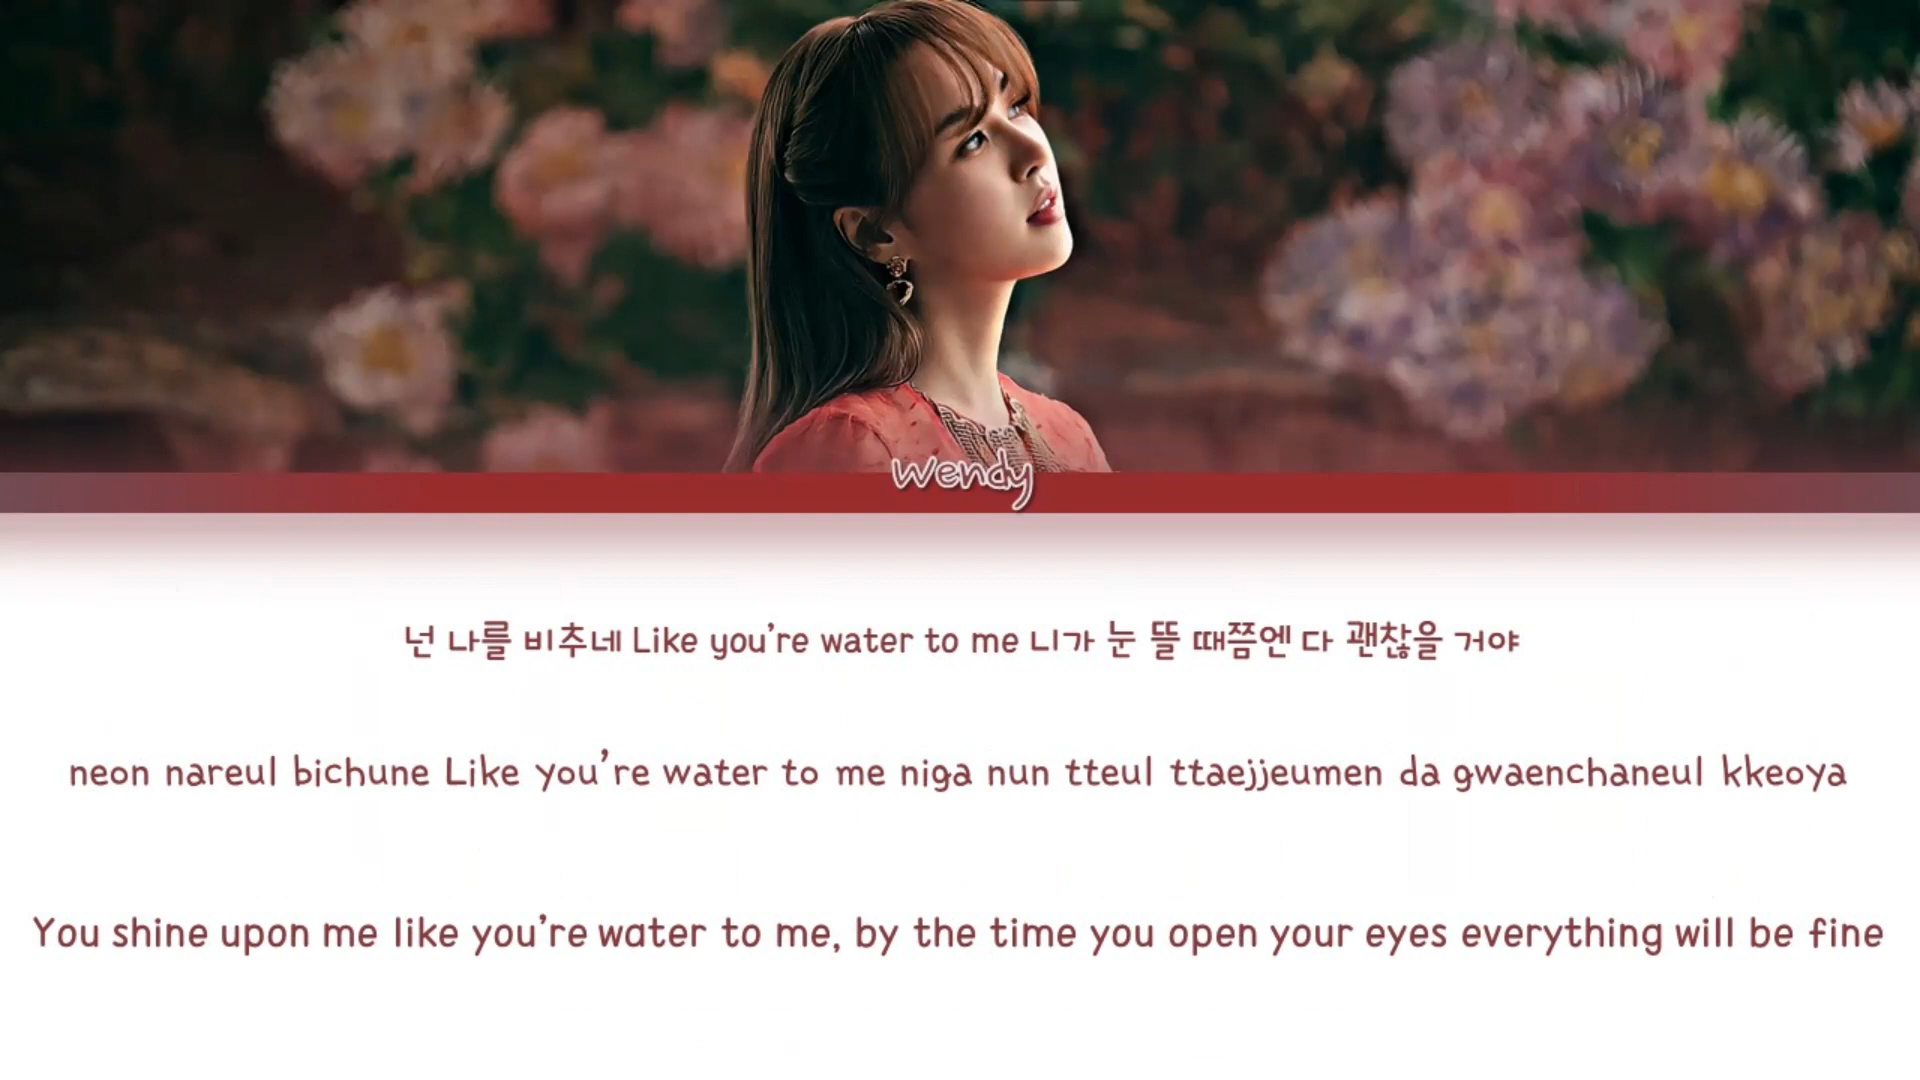 Wendy
넌 나를 비추네 Like you're water to me 니가 눈 뜰 때쯤엔 다 괜찮을 거야
neon nareul bichune Like you're water to me niga nun tteul ttaejjeumen da gwaenchaneul kkeoya
You shine upon me like you're water to me, by the time you open your eyes everything will be fine